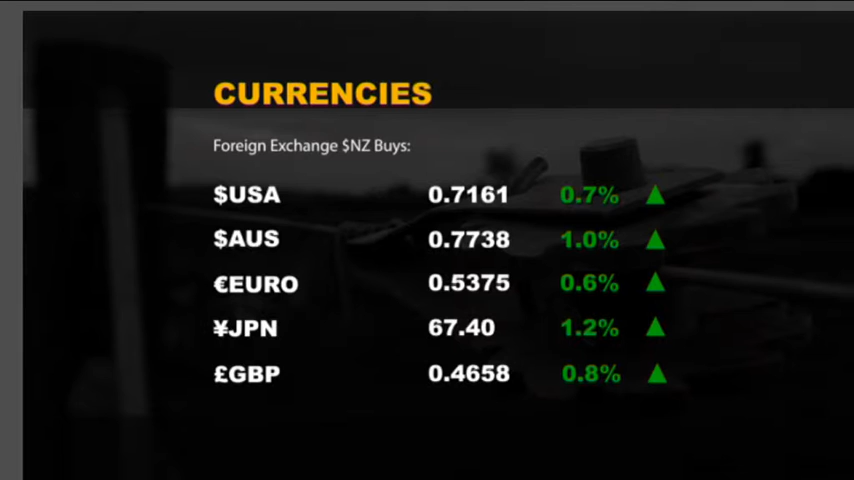 CURRENCIES
Foreign Exchange $NZ Buys:
$USA 0.7161 0.7% ▲
$AUS 0.7738 1.0% ▲
€EURO 0.5375 0.6% ▲
¥JPN 67.40 1.2% ▲
£GBP 0.4658 0.8% ▲